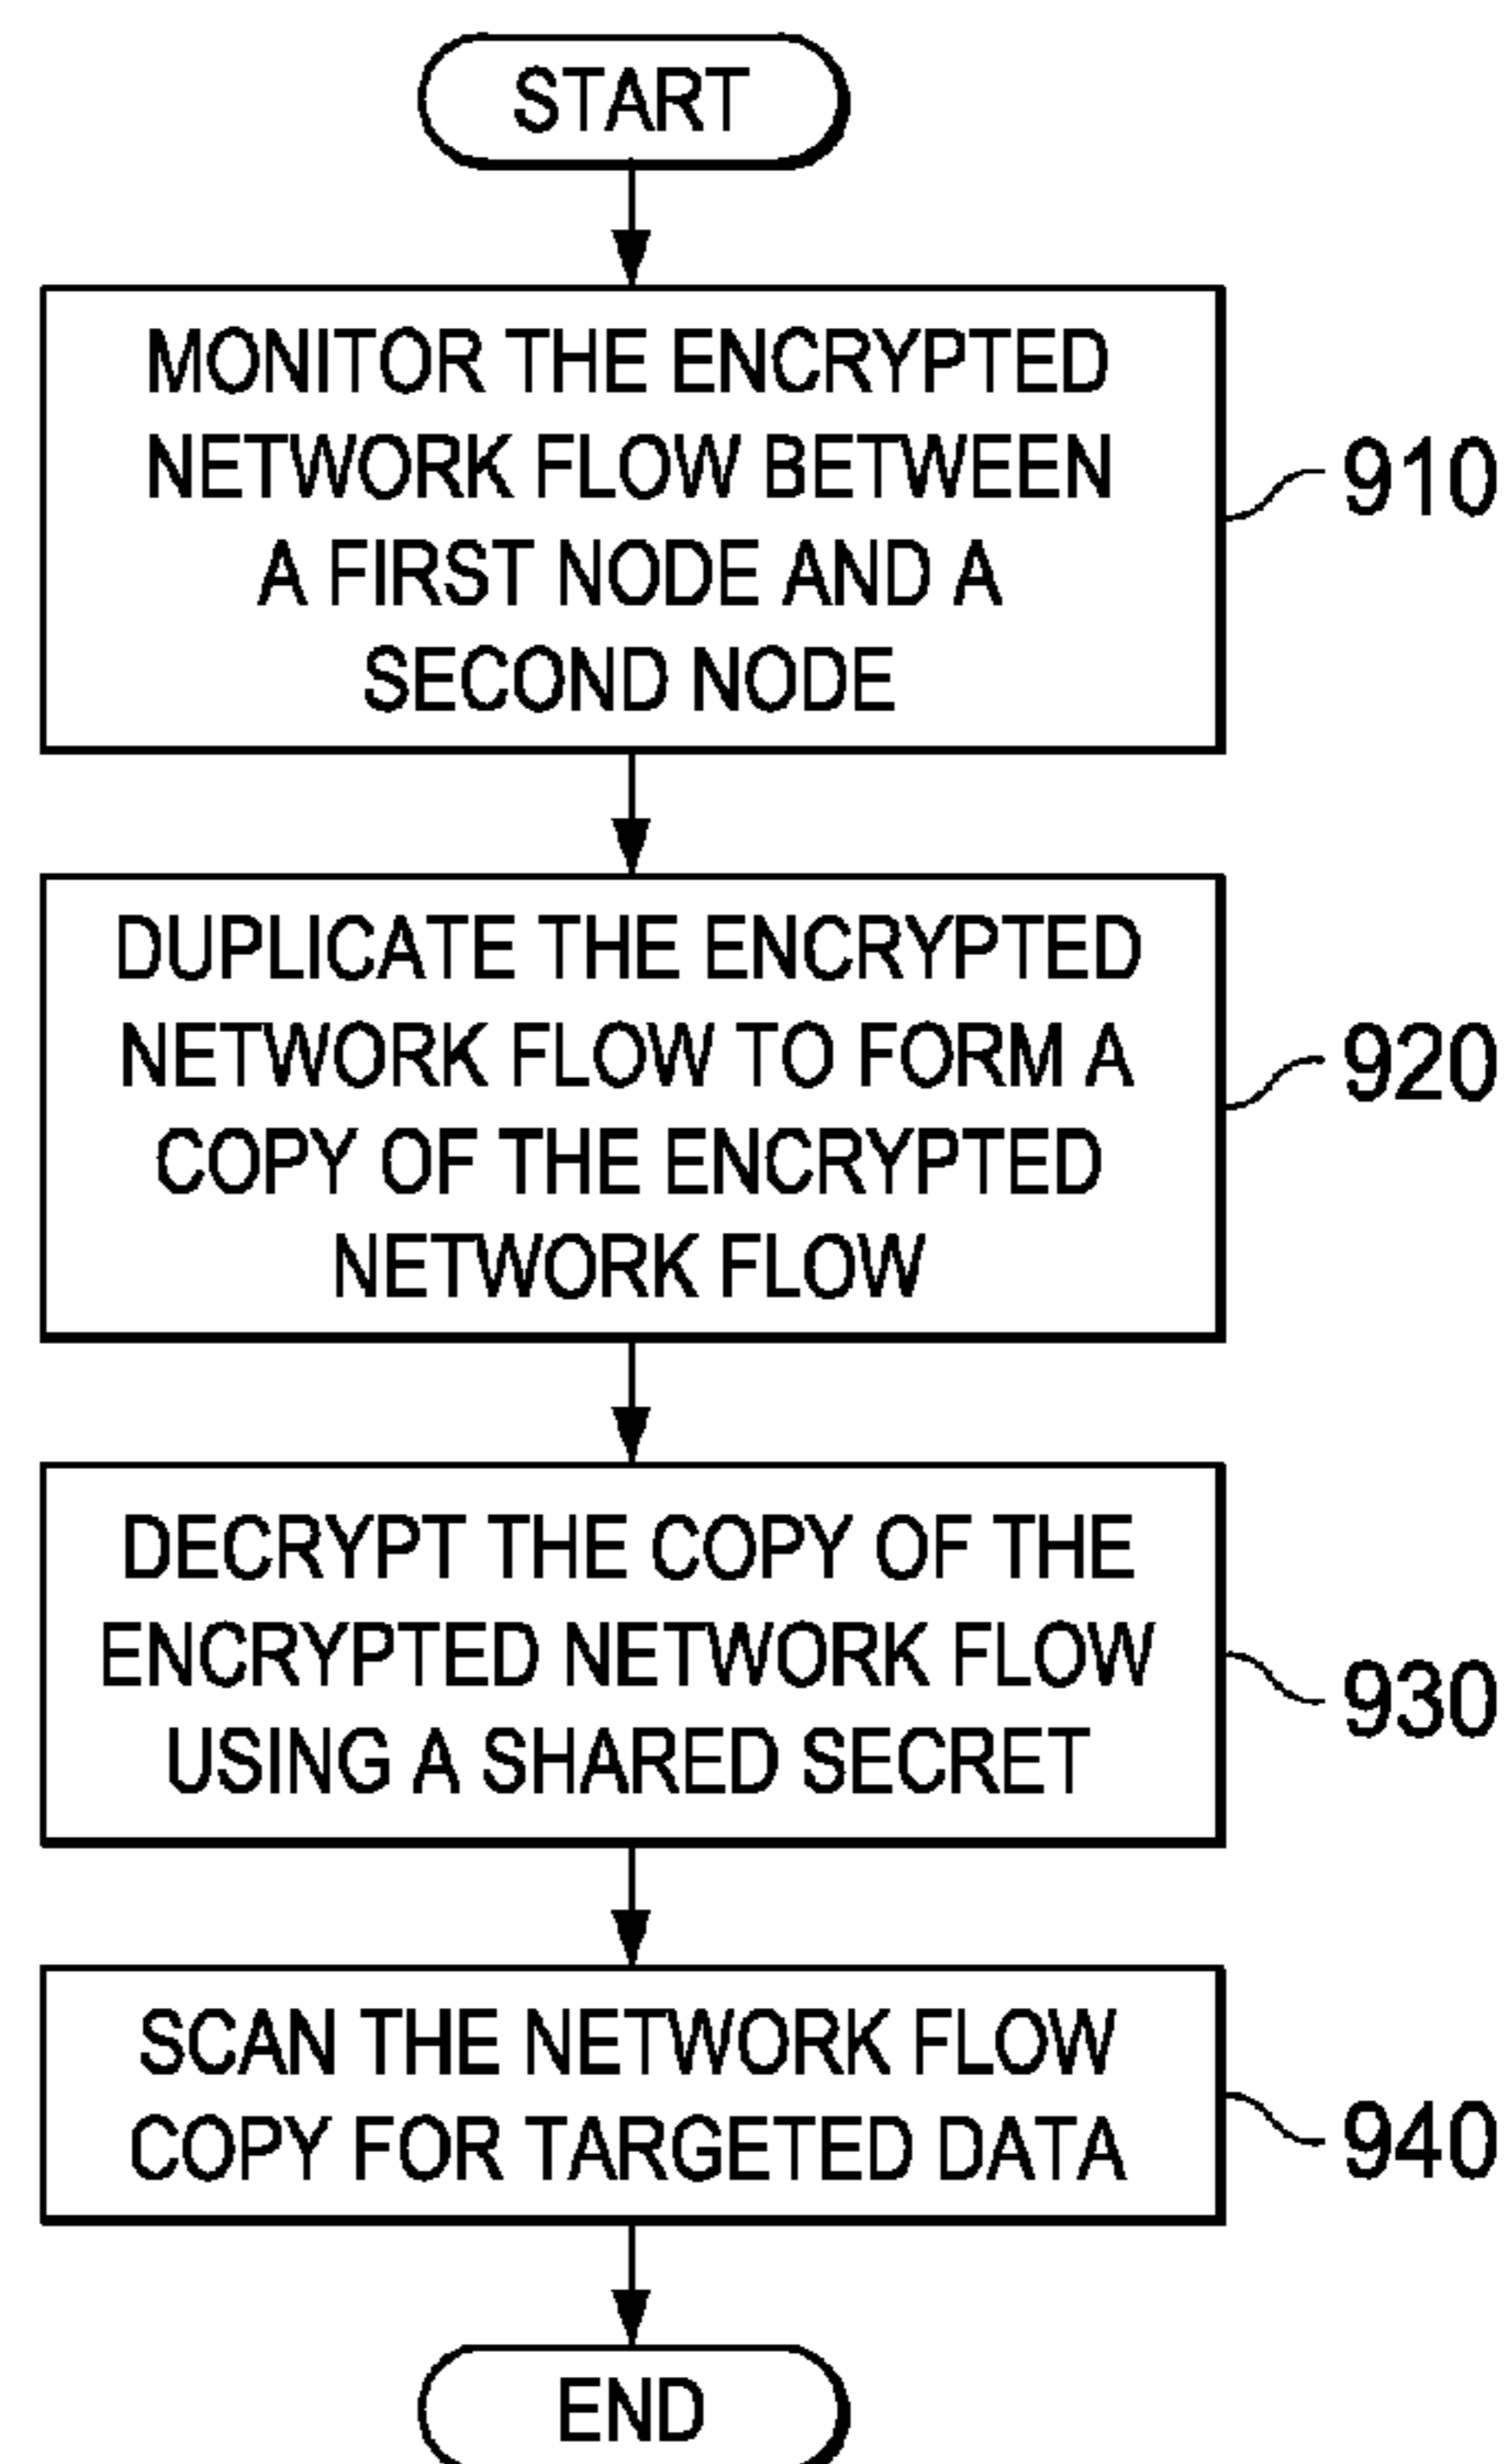 START
MONITOR THE ENCRYPTED
NETWORK FLOW BETWEEN
A FIRST NODE AND A
SECOND NODE
910
DUPLICATE THE ENCRYPTED
NETWORK FLOW TO FORM A
COPY OF THE ENCRYPTED
NETWORK FLOW
920
DECRYPT THE COPY OF THE
ENCRYPTED NETWORK FLOW
USING A SHARED SECRET
930
SCAN THE NETWORK FLOW
COPY FOR TARGETED DATA
940
END